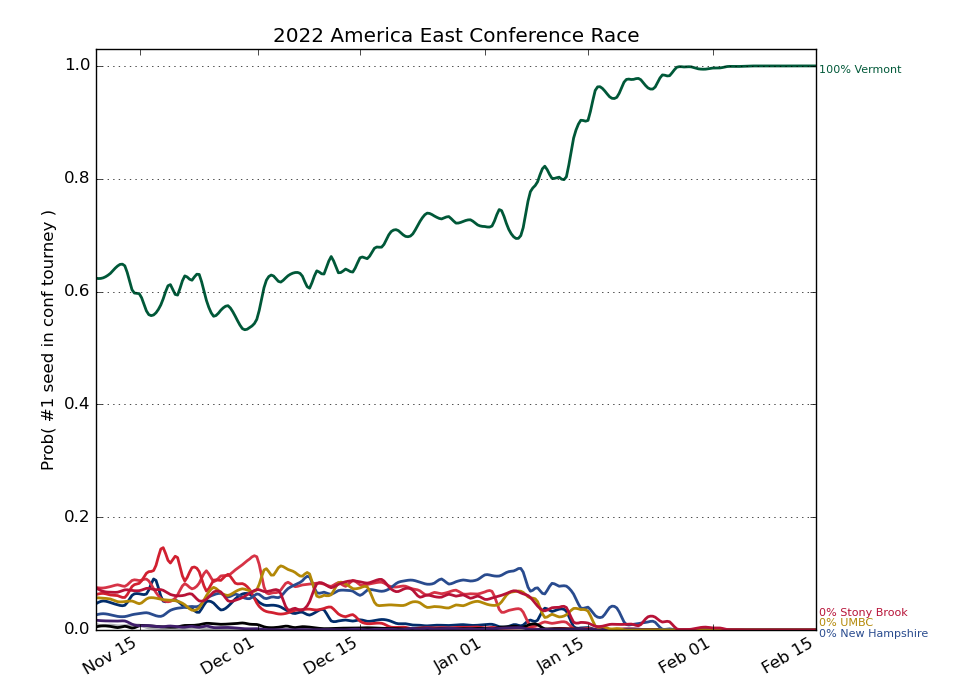 2022 America East Conference Race
Prob( #1 seed in conf tourney )
1.0
0.8
0.6
0.4
0.2
0.0
Nov 15
Dec 01
Dec 15
Jan 01
Jan 15
Feb 01
Feb 15
100% Vermont
0% Stony Brook
0% UMBC
0% New Hampshire